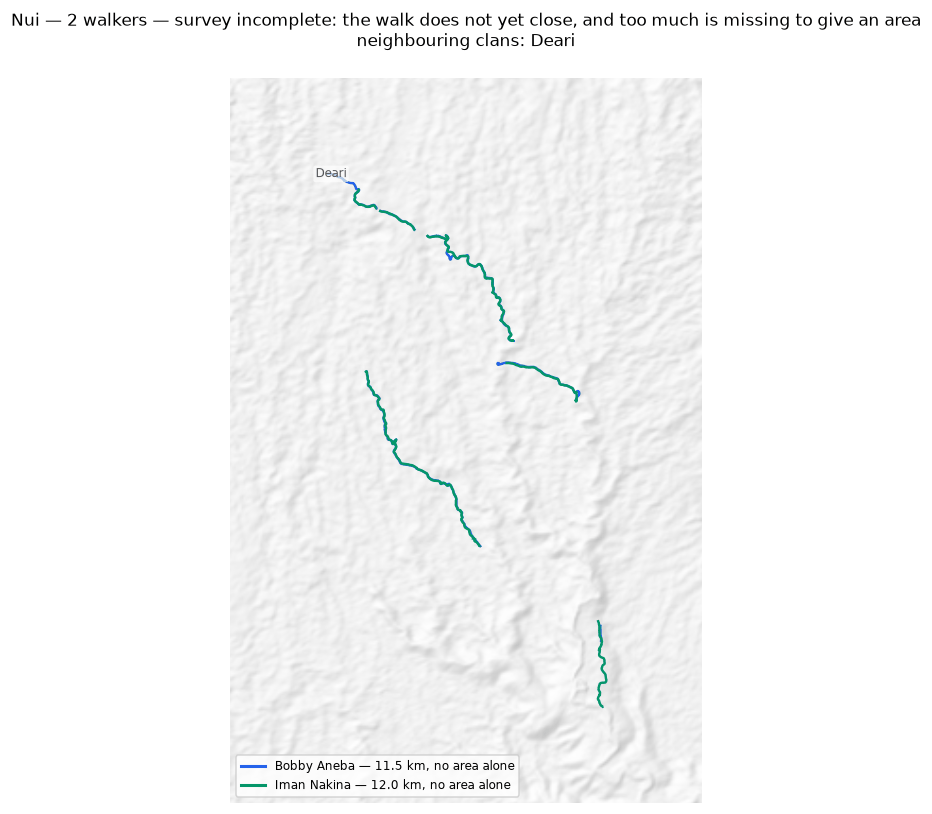 Nui — 2 walkers — survey incomplete: the walk does not yet close, and too much is missing to give an area
neighbouring clans: Deari
Deari
Bobby Aneba — 11.5 km, no area alone
Iman Nakina — 12.0 km, no area alone